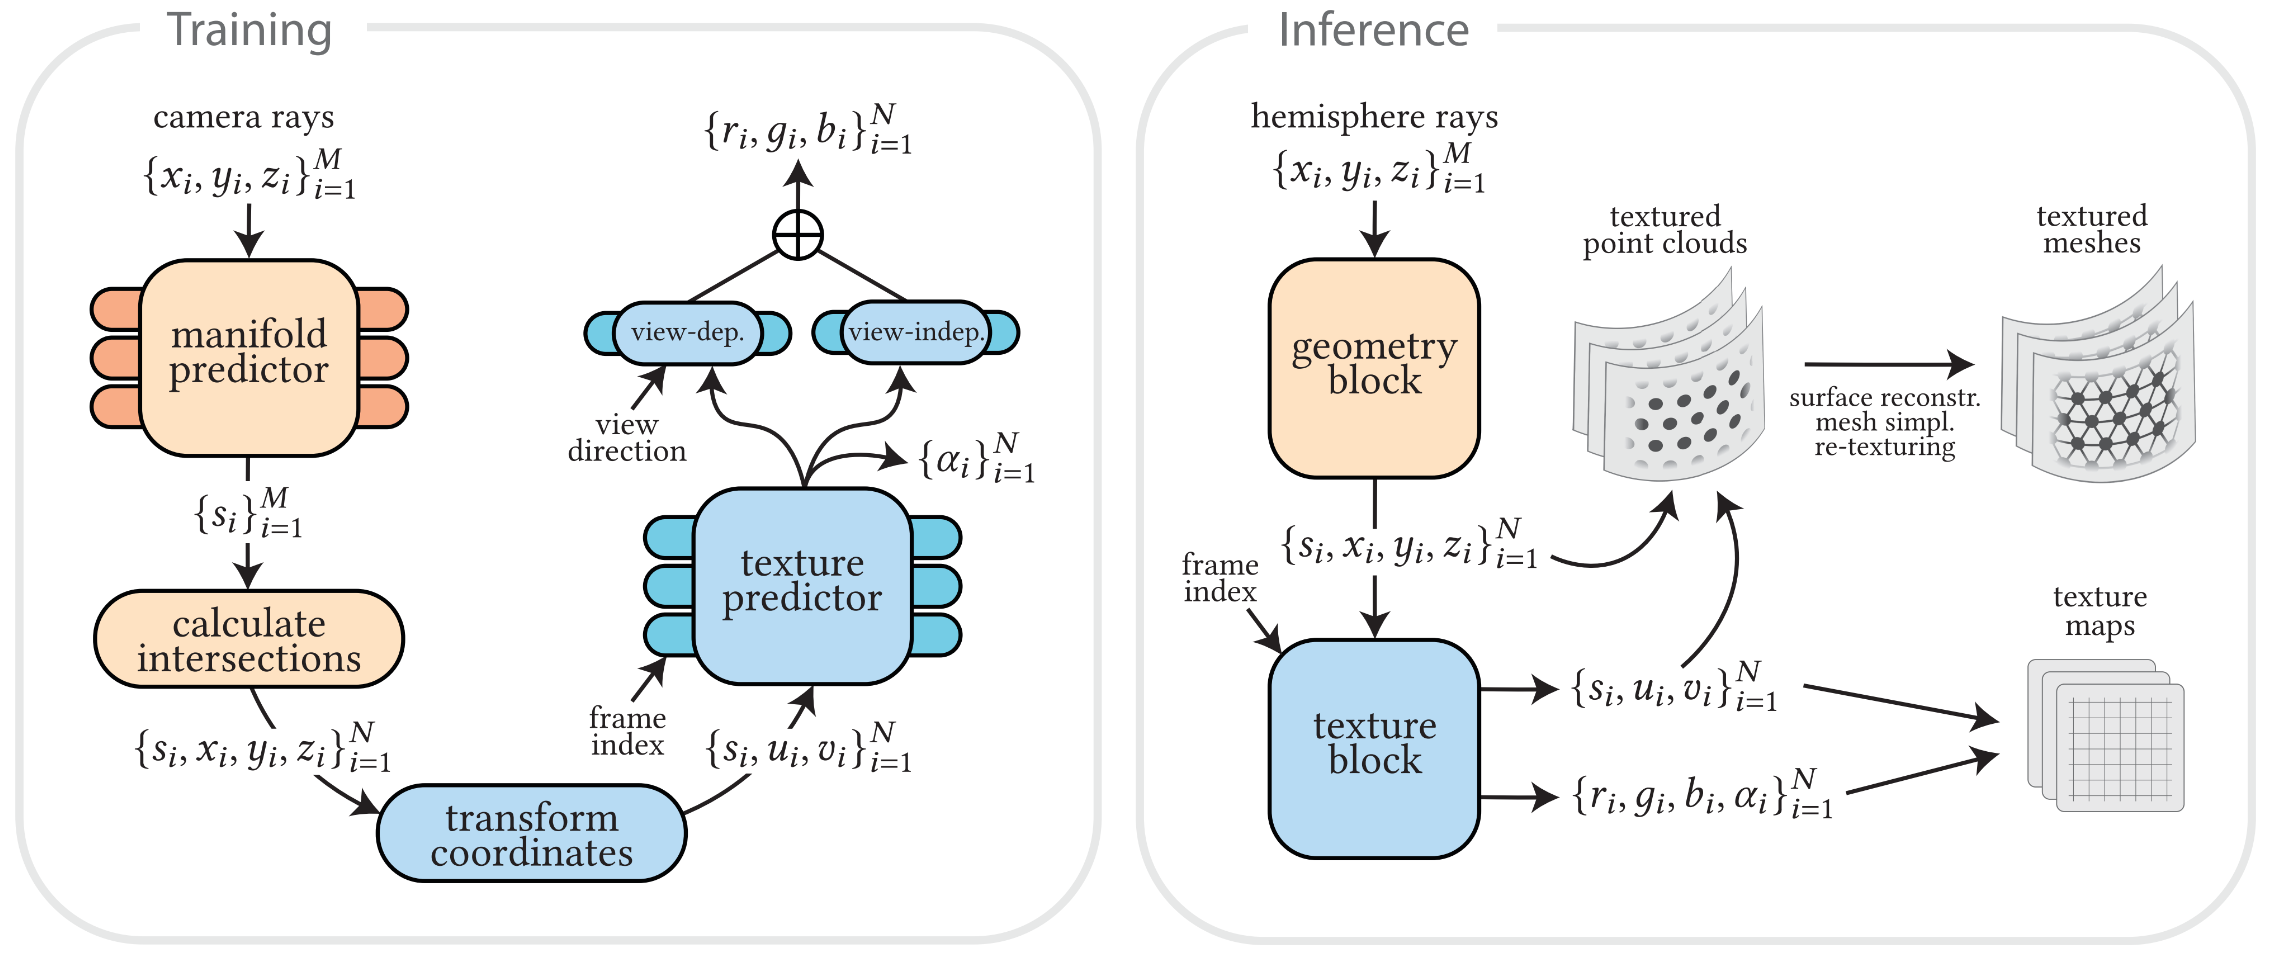 Training
camera rays
{x_i, y_i, z_i}_{i=1}^M
manifold
predictor
{s_i}_{i=1}^M
calculate
intersections
{s_i, x_i, y_i, z_i}_{i=1}^N
transform
coordinates
{s_i, u_i, v_i}_{i=1}^N
frame
index
texture
predictor
{α_i}_{i=1}^N
view
direction
view-dep.
view-indep.
{r_i, g_i, b_i}_{i=1}^N
Inference
hemisphere rays
{x_i, y_i, z_i}_{i=1}^M
geometry
block
{s_i, x_i, y_i, z_i}_{i=1}^N
frame
index
texture
block
{s_i, u_i, v_i}_{i=1}^N
{r_i, g_i, b_i, α_i}_{i=1}^N
textured
point clouds
surface reconstr.
mesh simpl.
re-texturing
textured
meshes
texture
maps